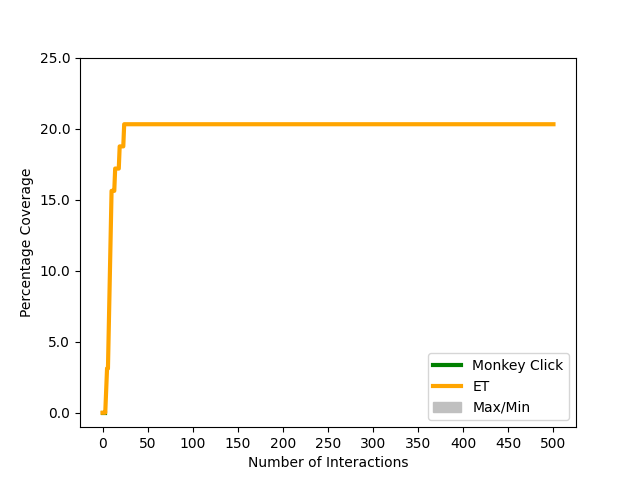 25.0
20.0
15.0
10.0
5.0
0.0
Percentage Coverage
Monkey Click
ET
Max/Min
0 50 100 150 200 250 300 350 400 450 500
Number of Interactions